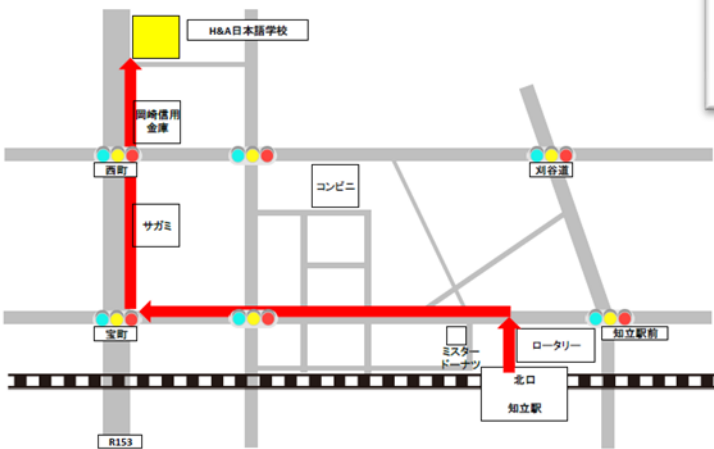 H&A日本語学校
岡崎信用
金庫
西町
刈谷道
コンビニ
サガミ
宝町
知立駅前
ミスター
ドーナツ
ロータリー
北口
知立駅
R153